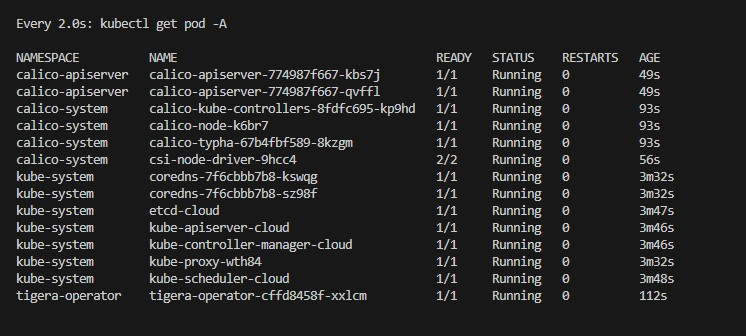 Every 2.0s: kubectl get pod -A
NAMESPACE NAME READY STATUS RESTARTS AGE
calico-apiserver calico-apiserver-774987f667-kbs7j 1/1 Running 0 49s
calico-apiserver calico-apiserver-774987f667-qvffl 1/1 Running 0 49s
calico-system calico-kube-controllers-8fdfc695-kp9hd 1/1 Running 0 93s
calico-system calico-node-k6br7 1/1 Running 0 93s
calico-system calico-typha-67b4fbf589-8kzgm 1/1 Running 0 93s
calico-system csi-node-driver-9hcc4 2/2 Running 0 56s
kube-system coredns-7f6cbbb7b8-kswqg 1/1 Running 0 3m32s
kube-system coredns-7f6cbbb7b8-sz98f 1/1 Running 0 3m32s
kube-system etcd-cloud 1/1 Running 0 3m47s
kube-system kube-apiserver-cloud 1/1 Running 0 3m46s
kube-system kube-controller-manager-cloud 1/1 Running 0 3m46s
kube-system kube-proxy-wth84 1/1 Running 0 3m32s
kube-system kube-scheduler-cloud 1/1 Running 0 3m48s
tigera-operator tigera-operator-cffd8458f-xxlcm 1/1 Running 0 112s